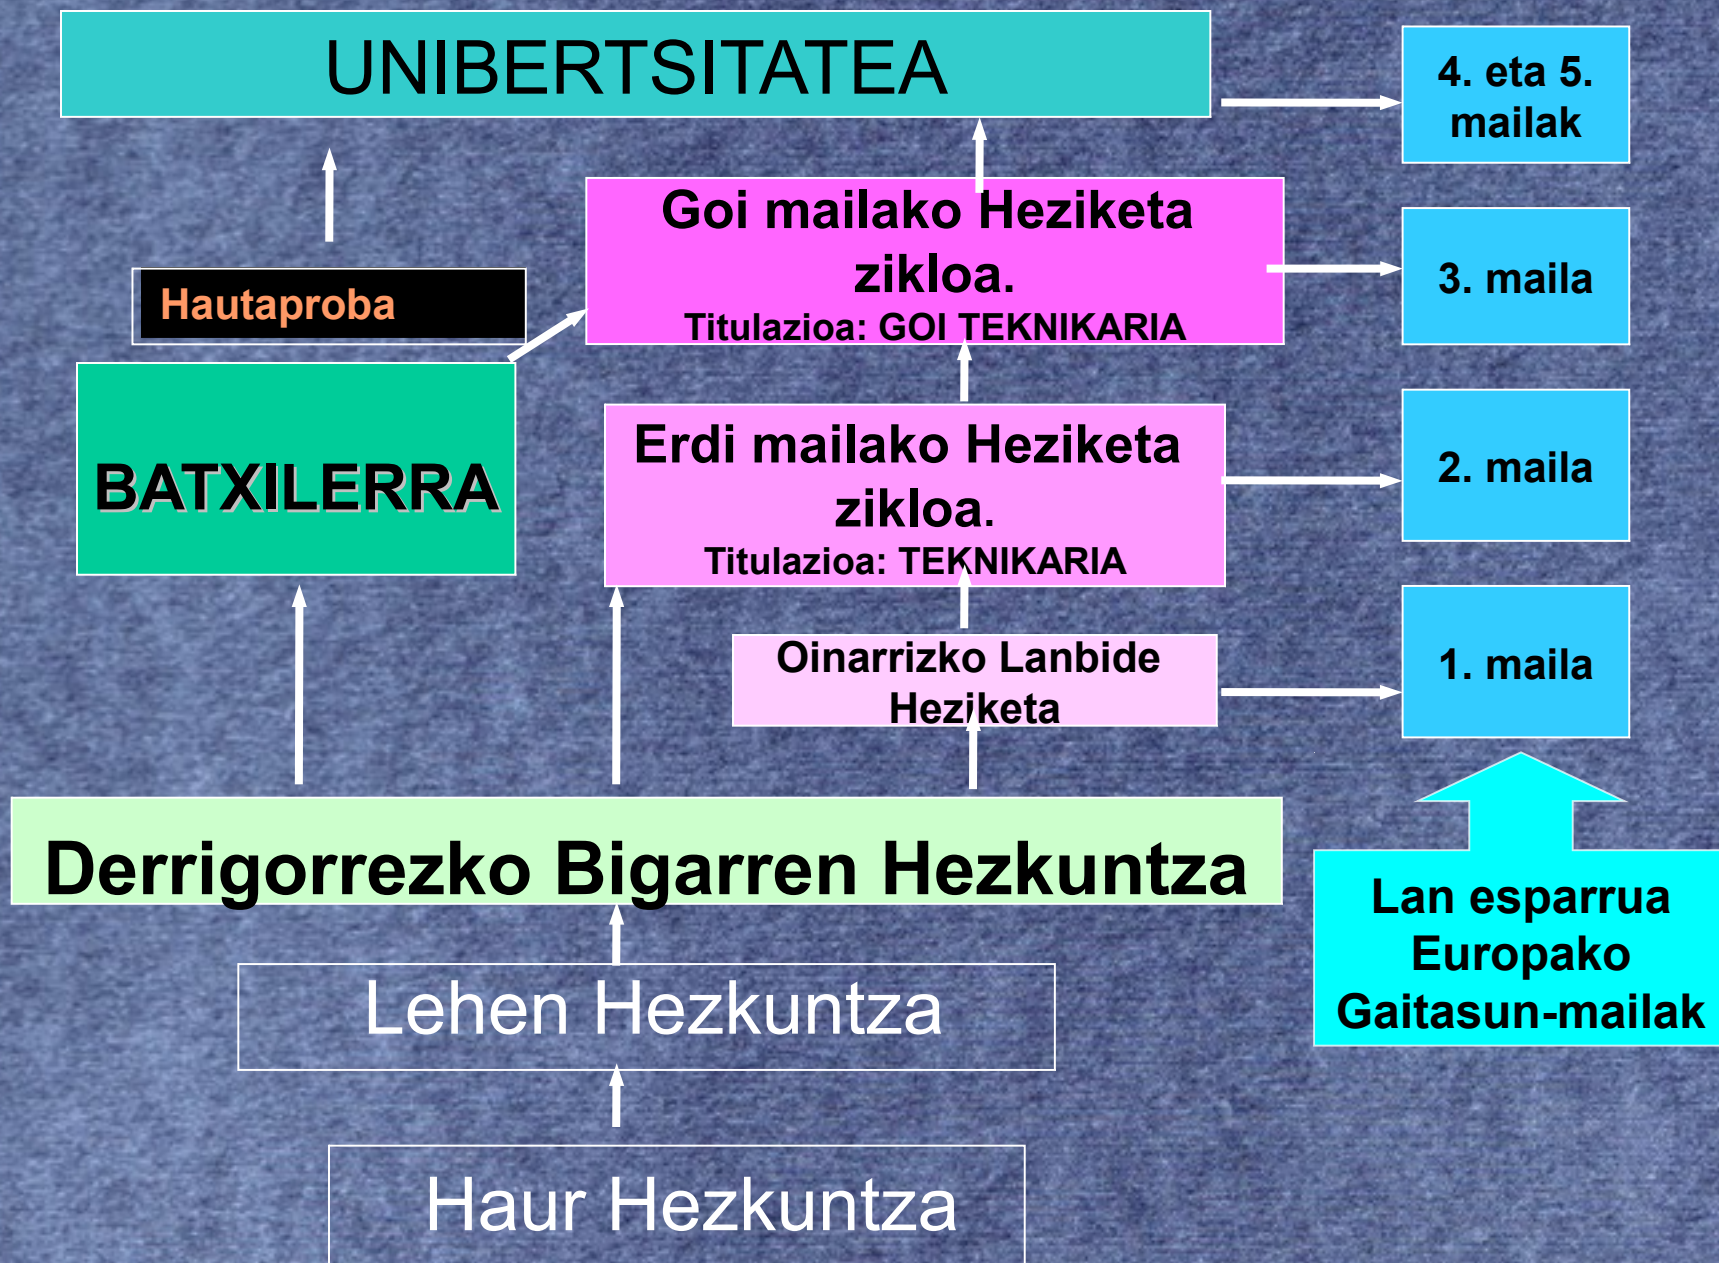 UNIBERTSITATEA
4. eta 5.
mailak
Goi mailako Heziketa
zikloa.
Titulazioa: GOI TEKNIKARIA
3. maila
Hautaproba
BATXILERRA
Erdi mailako Heziketa
zikloa.
Titulazioa: TEKNIKARIA
2. maila
Oinarrizko Lanbide
Heziketa
1. maila
Derrigorrezko Bigarren Hezkuntza
Lan esparrua
Europako
Gaitasun-mailak
Lehen Hezkuntza
Haur Hezkuntza